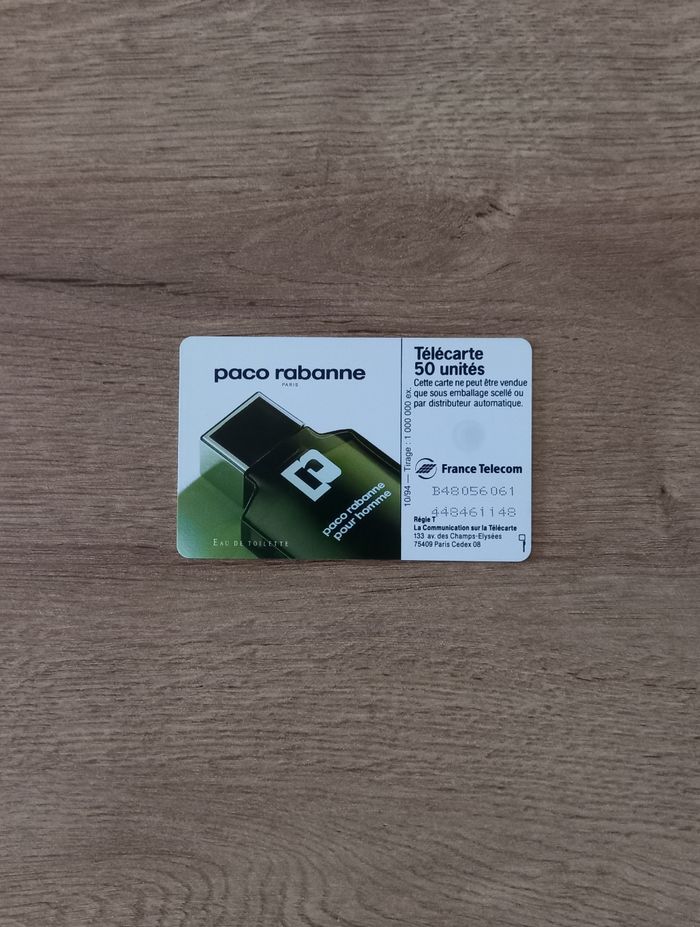 paco rabanne
PARIS
paco rabanne
pour homme
EAU DE TOILETTE
10/94 — Tirage : 1 000 000 ex.
Télécarte
50 unités
Cette carte ne peut être vendue
que sous emballage scellé ou
par distributeur automatique.
France Telecom
B48056061
448461148
Régie T
La Communication sur la Télécarte
133 av. des Champs-Elysées
75409 Paris Cedex 08